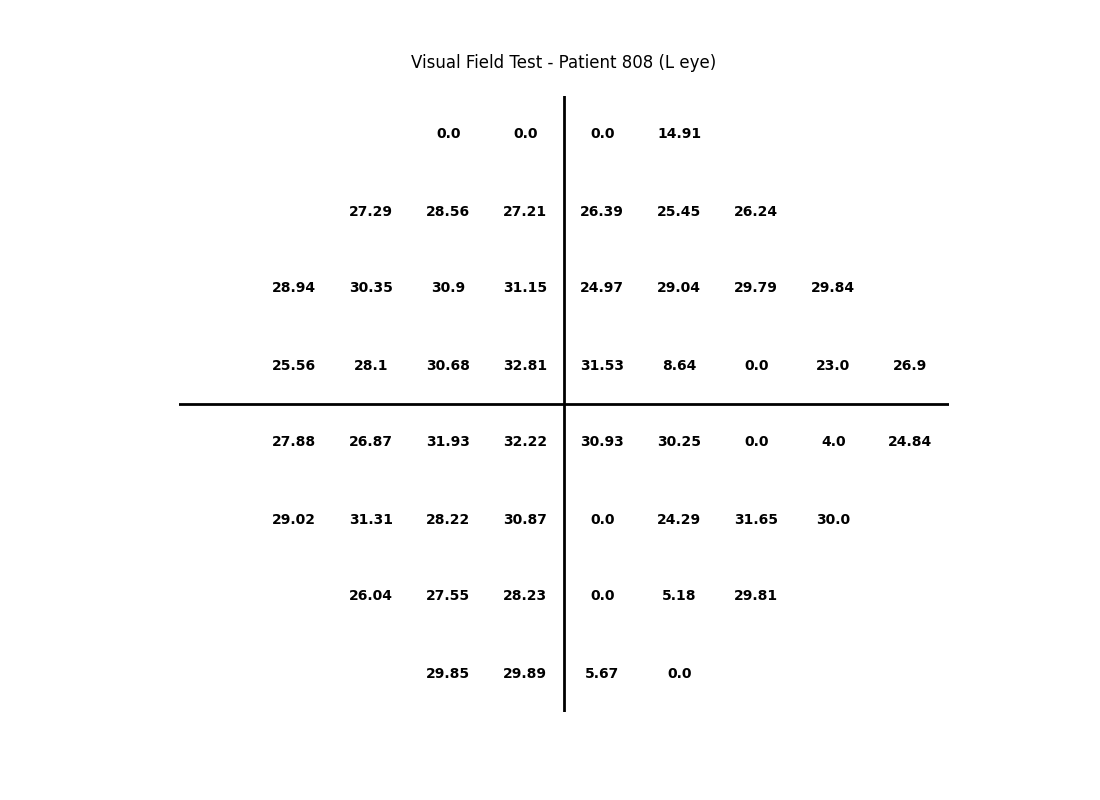 Visual Field Test - Patient 808 (L eye)
0.0 0.0 0.0 14.91
27.29 28.56 27.21 26.39 25.45 26.24
28.94 30.35 30.9 31.15 24.97 29.04 29.79 29.84
25.56 28.1 30.68 32.81 31.53 8.64 0.0 23.0 26.9
27.88 26.87 31.93 32.22 30.93 30.25 0.0 4.0 24.84
29.02 31.31 28.22 30.87 0.0 24.29 31.65 30.0
26.04 27.55 28.23 0.0 5.18 29.81
29.85 29.89 5.67 0.0